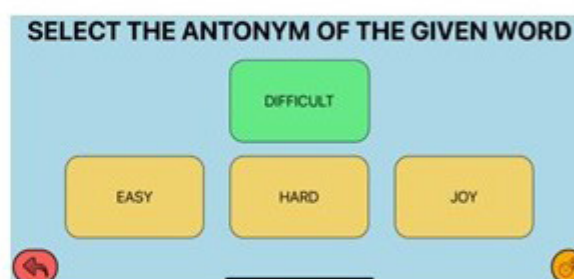 SELECT THE ANTONYM OF THE GIVEN WORD
DIFFICULT
EASY HARD JOY